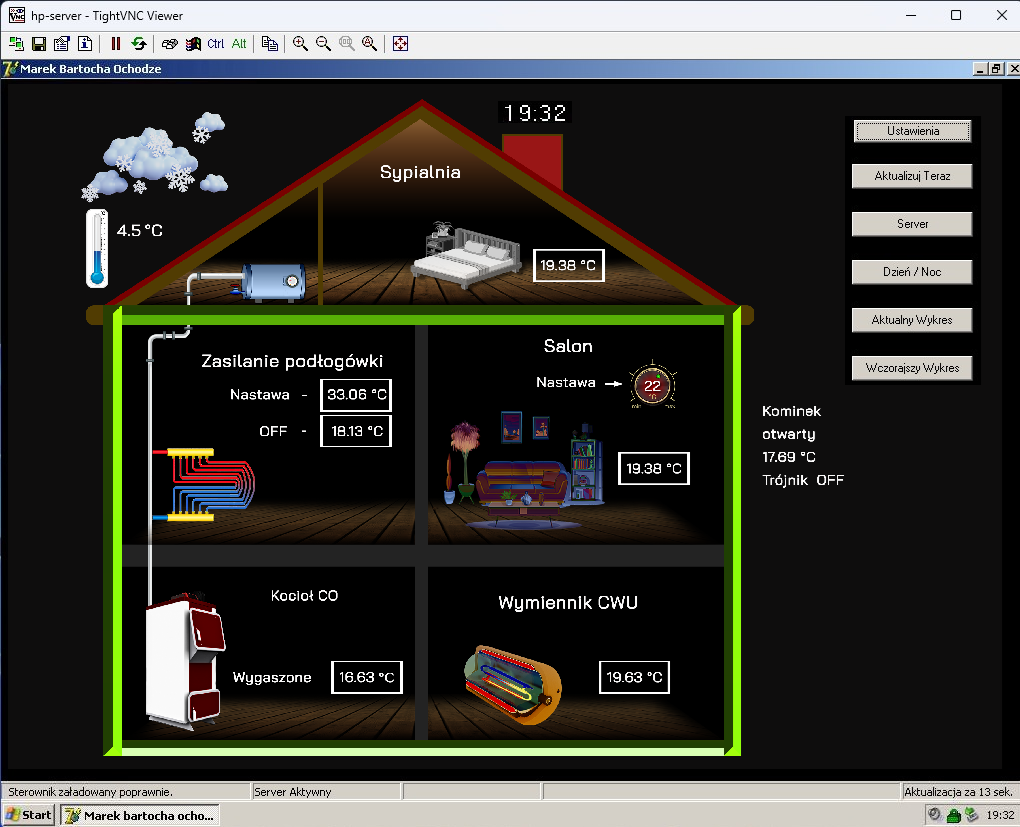 hp-server - TightVNC Viewer
Ctrl Alt
Marek Bartocha Ochodze
19:32
Sypialnia
4.5 °C
19.38 °C
Ustawienia
Aktualizuj Teraz
Server
Dzień / Noc
Aktualny Wykres
Wczorajszy Wykres
Zasilanie podłogówki
Nastawa - 33.06 °C
OFF - 18.13 °C
Salon
Nastawa
22
°C
min max
19.38 °C
Kominek
otwarty
17.69 °C
Trójnik OFF
Kocioł CO
Wygaszone 16.63 °C
Wymiennik CWU
19.63 °C
Sterownik załadowany poprawnie.
Server Aktywny
Aktualizacja za 13 sek.
Start
Marek bartocha ocho...
19:32